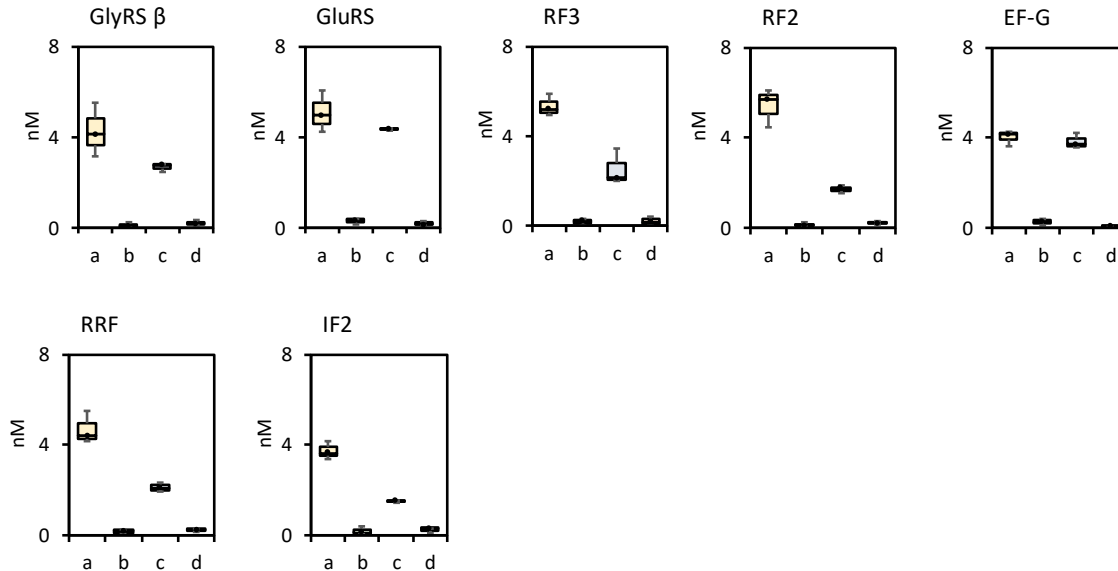 GlyRS β GluRS RF3 RF2 EF-G
8 8 8 8 8
nM nM nM nM nM
4 4 4 4 4
0 0 0 0 0
a b c d a b c d a b c d a b c d a b c d
RRF IF2
8 8
nM nM
4 4
0 0
a b c d a b c d